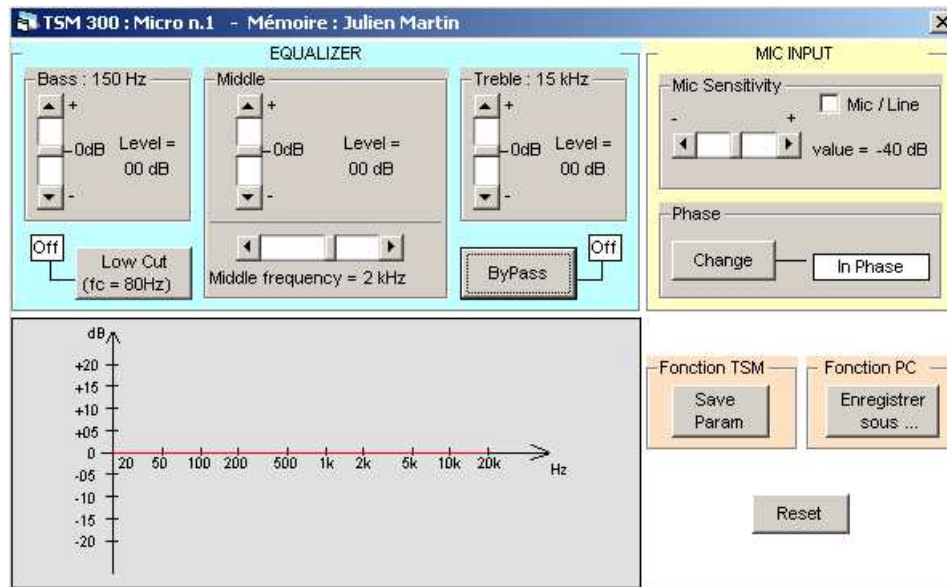 TSM 300 : Micro n.1 - Mémoire : Julien Martin
EQUALIZER
Bass : 150 Hz
+
0dB
Level =
00 dB
-
Off
Low Cut
(fc = 80Hz)
Middle
+
0dB
Level =
00 dB
-
Middle frequency = 2 kHz
Treble : 15 kHz
+
0dB
Level =
00 dB
-
Off
ByPass
MIC INPUT
Mic Sensitivity
Mic / Line
- +
value = -40 dB
Phase
Change
In Phase
dB
+20
+15
+10
+05
0
-05
-10
-15
-20
20 50 100 200 500 1k 2k 5k 10k 20k
Hz
Fonction TSM
Save
Param
Fonction PC
Enregistrer
sous ...
Reset